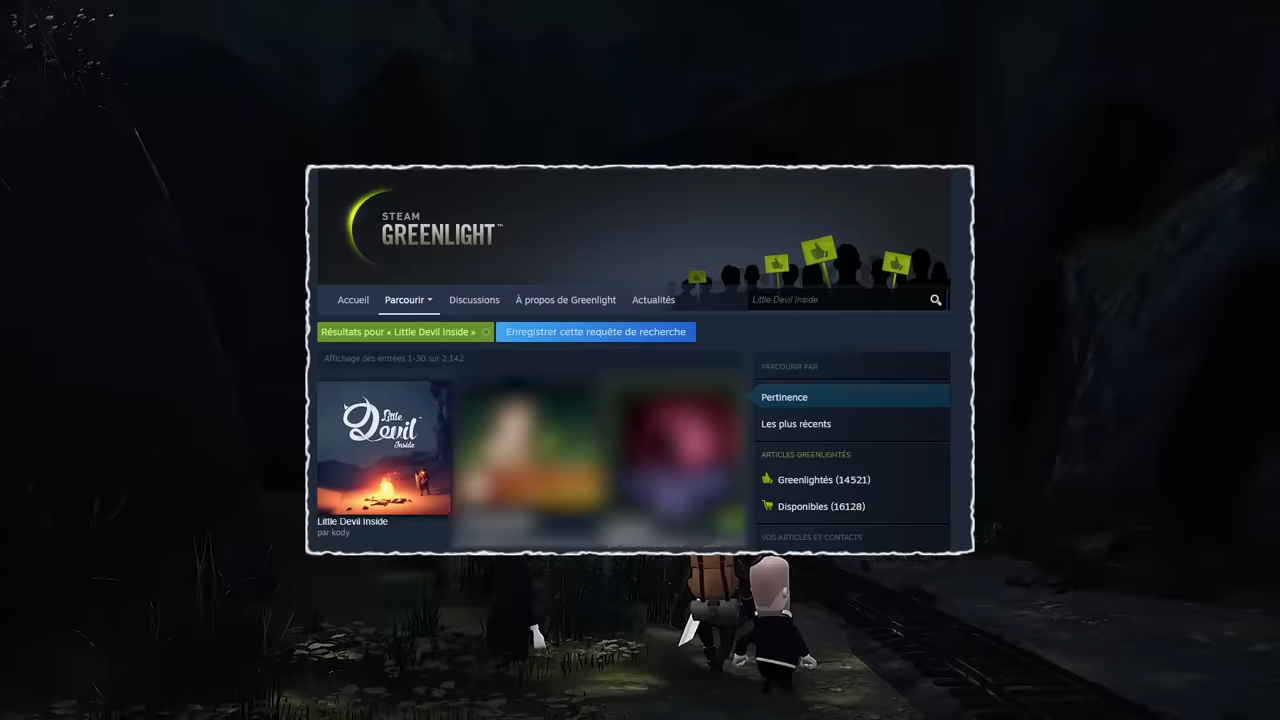 STEAM
GREENLIGHT™
Accueil Parcourir Discussions À propos de Greenlight Actualités Little Devil Inside
Résultats pour « Little Devil Inside » Enregistrer cette requête de recherche
Affichage des entrées 1-30 sur 2,142
PARCOURIR PAR
Pertinence
Les plus récents
Little
Devil™
Inside
ARTICLES GREENLIGHTÉS
Greenlightés (14521)
Disponibles (16128)
Little Devil Inside
par kody
VOS ARTICLES ET CONTACTS